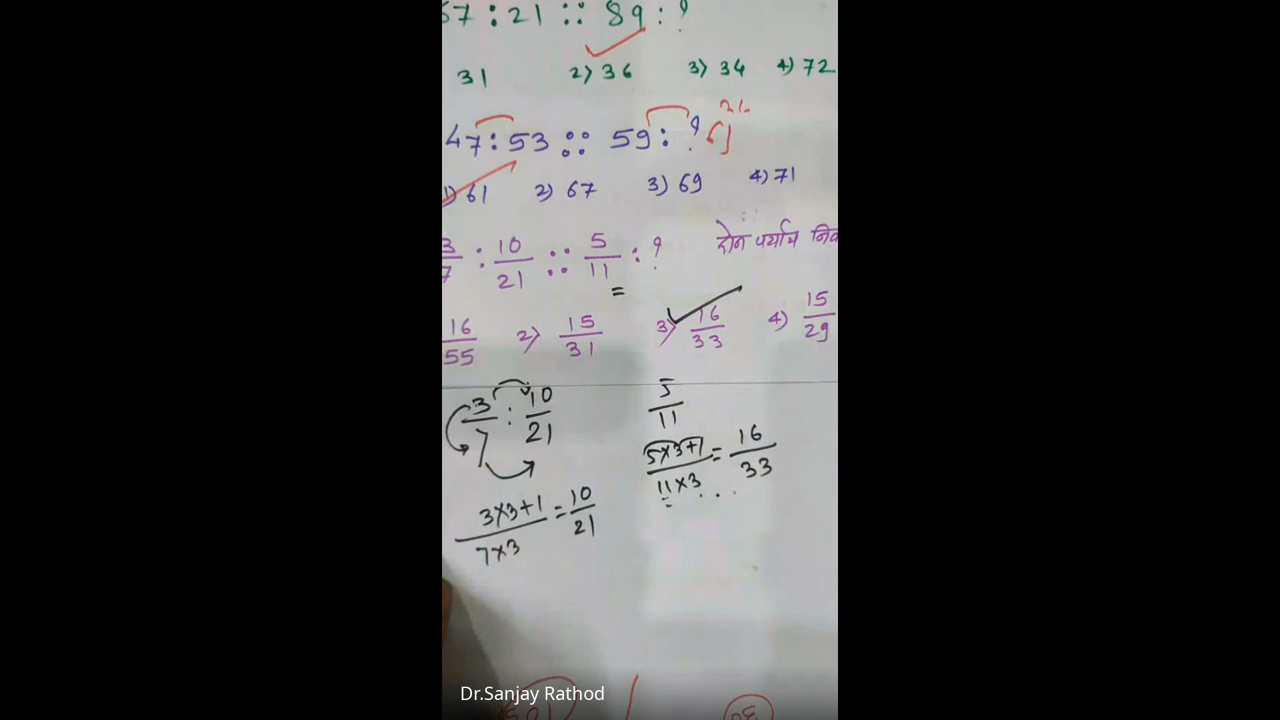 57 : 21 :: 89 : ?
31 2) 36 3) 34 4) 72
47 : 53 :: 59 : ?
1) 61 2) 67 3) 69 4) 71
3/7 : 10/21 :: 5/11 : ? दोन पर्याय
=
16/55 2) 15/31 3) 16/33 4) 15/29
3/7 : 10/21 5/11
5×3+1/11×3 = 16/33
3×3+1/7×3 = 10/21
Dr.Sanjay Rathod